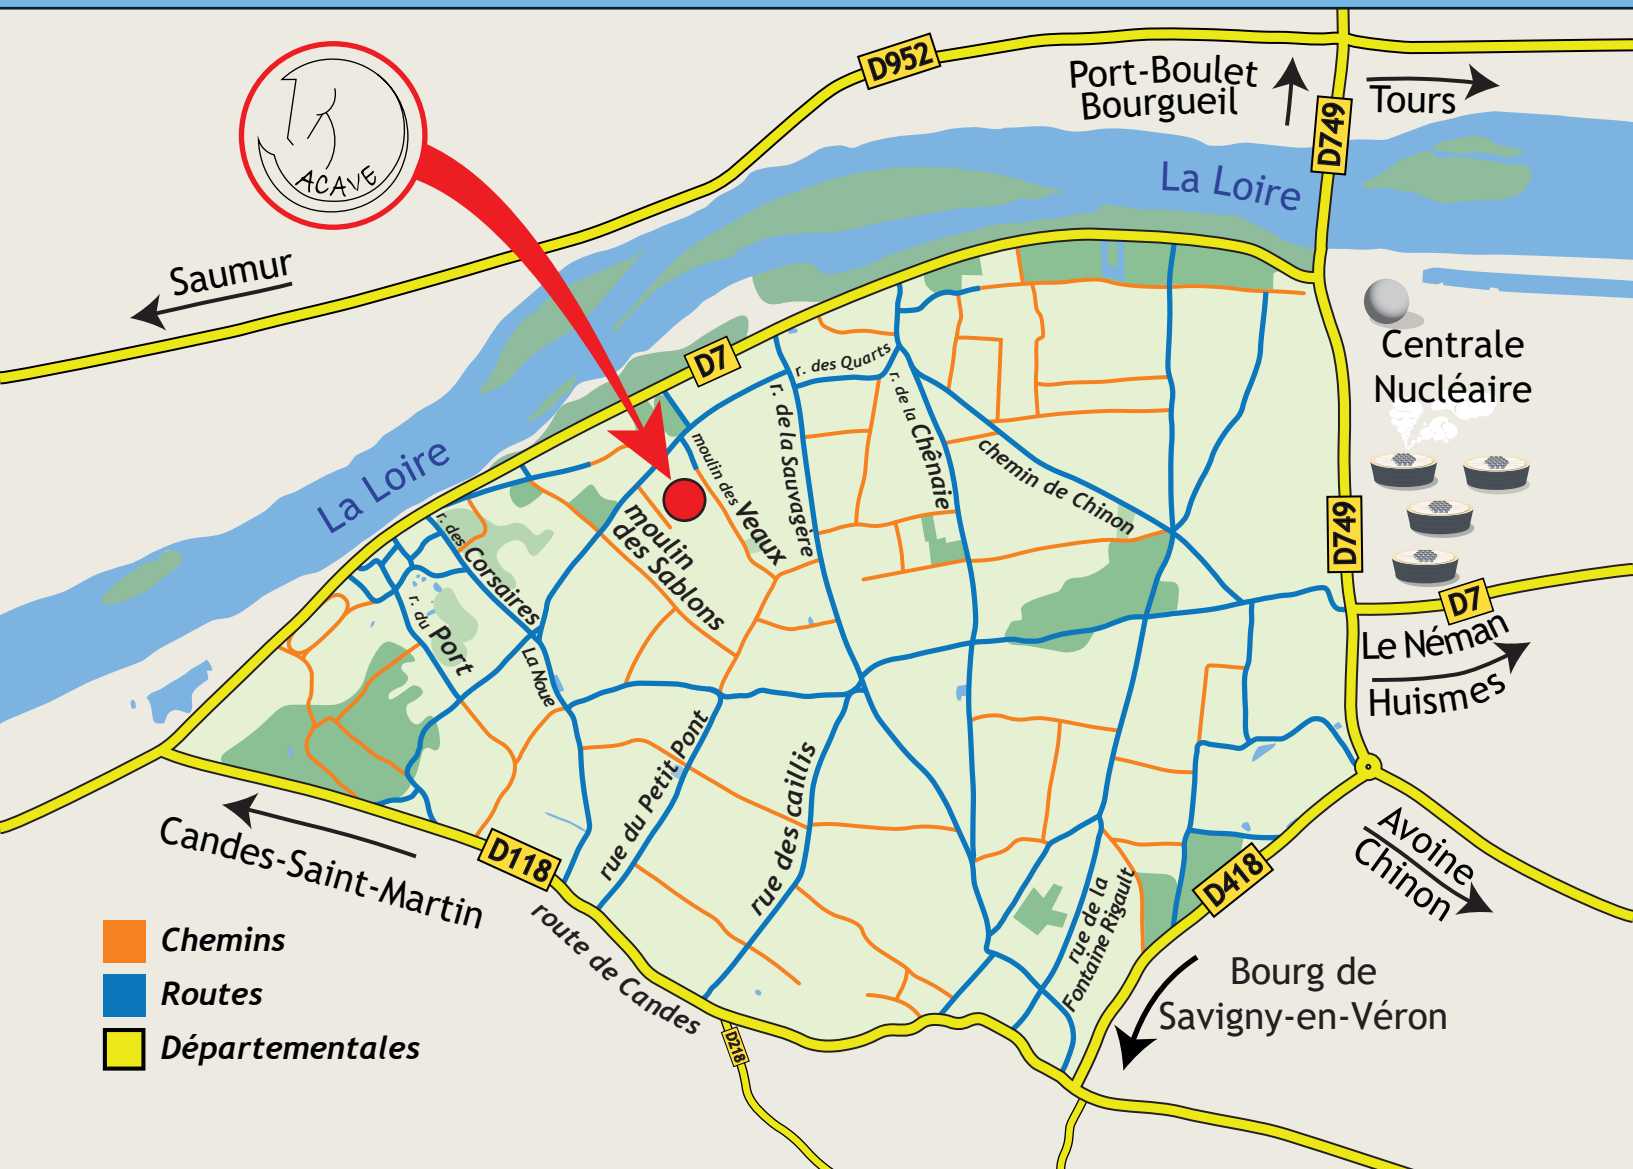 D952
Port-Boulet
Bourgueil
Tours
D749
ACAVE
La Loire
Saumur
D7
Centrale
Nucléaire
r. des Quarts
r. de la Sauvagère
r. de la Chênaie
chemin de Chinon
moulin des Veaux
La Loire
moulin
des Sablons
r. des Corsaires
D749
D7
r. du Port
La Noue
Le Néman
Huismes
rue du Petit Pont
rue des caillis
Candes-Saint-Martin
D118
D418
Avoine
Chinon
rue de la
Fontaine Rigault
route de Candes
Bourg de
Savigny-en-Véron
D218
Chemins
Routes
Départementales